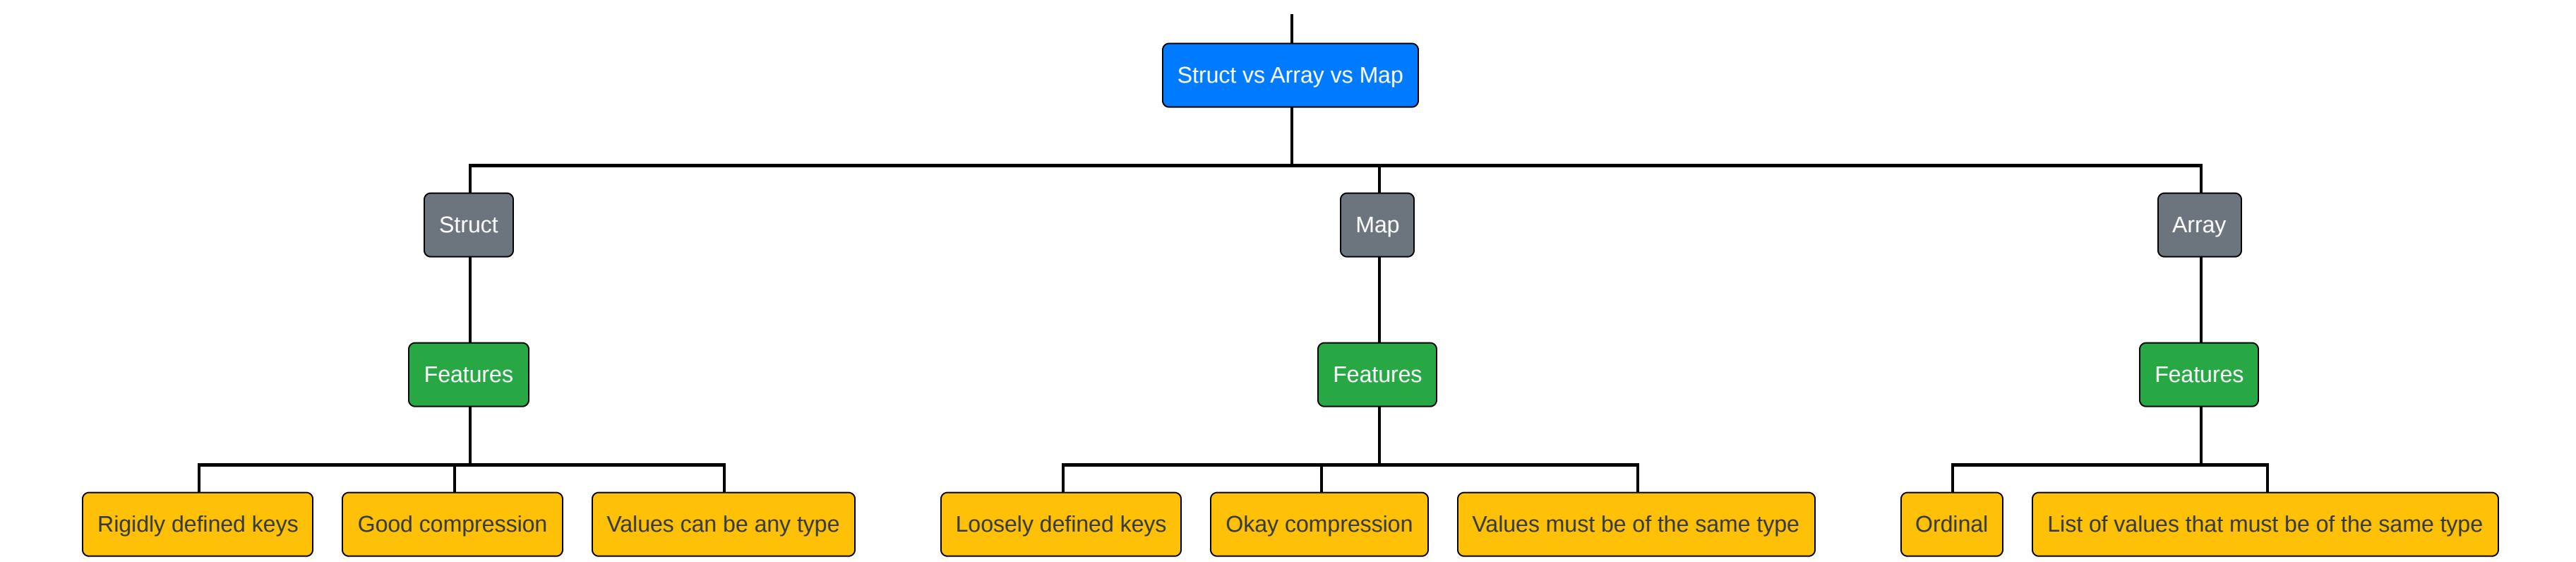 Struct vs Array vs Map
Struct
Map
Array
Features
Features
Features
Rigidly defined keys
Good compression
Values can be any type
Loosely defined keys
Okay compression
Values must be of the same type
Ordinal
List of values that must be of the same type